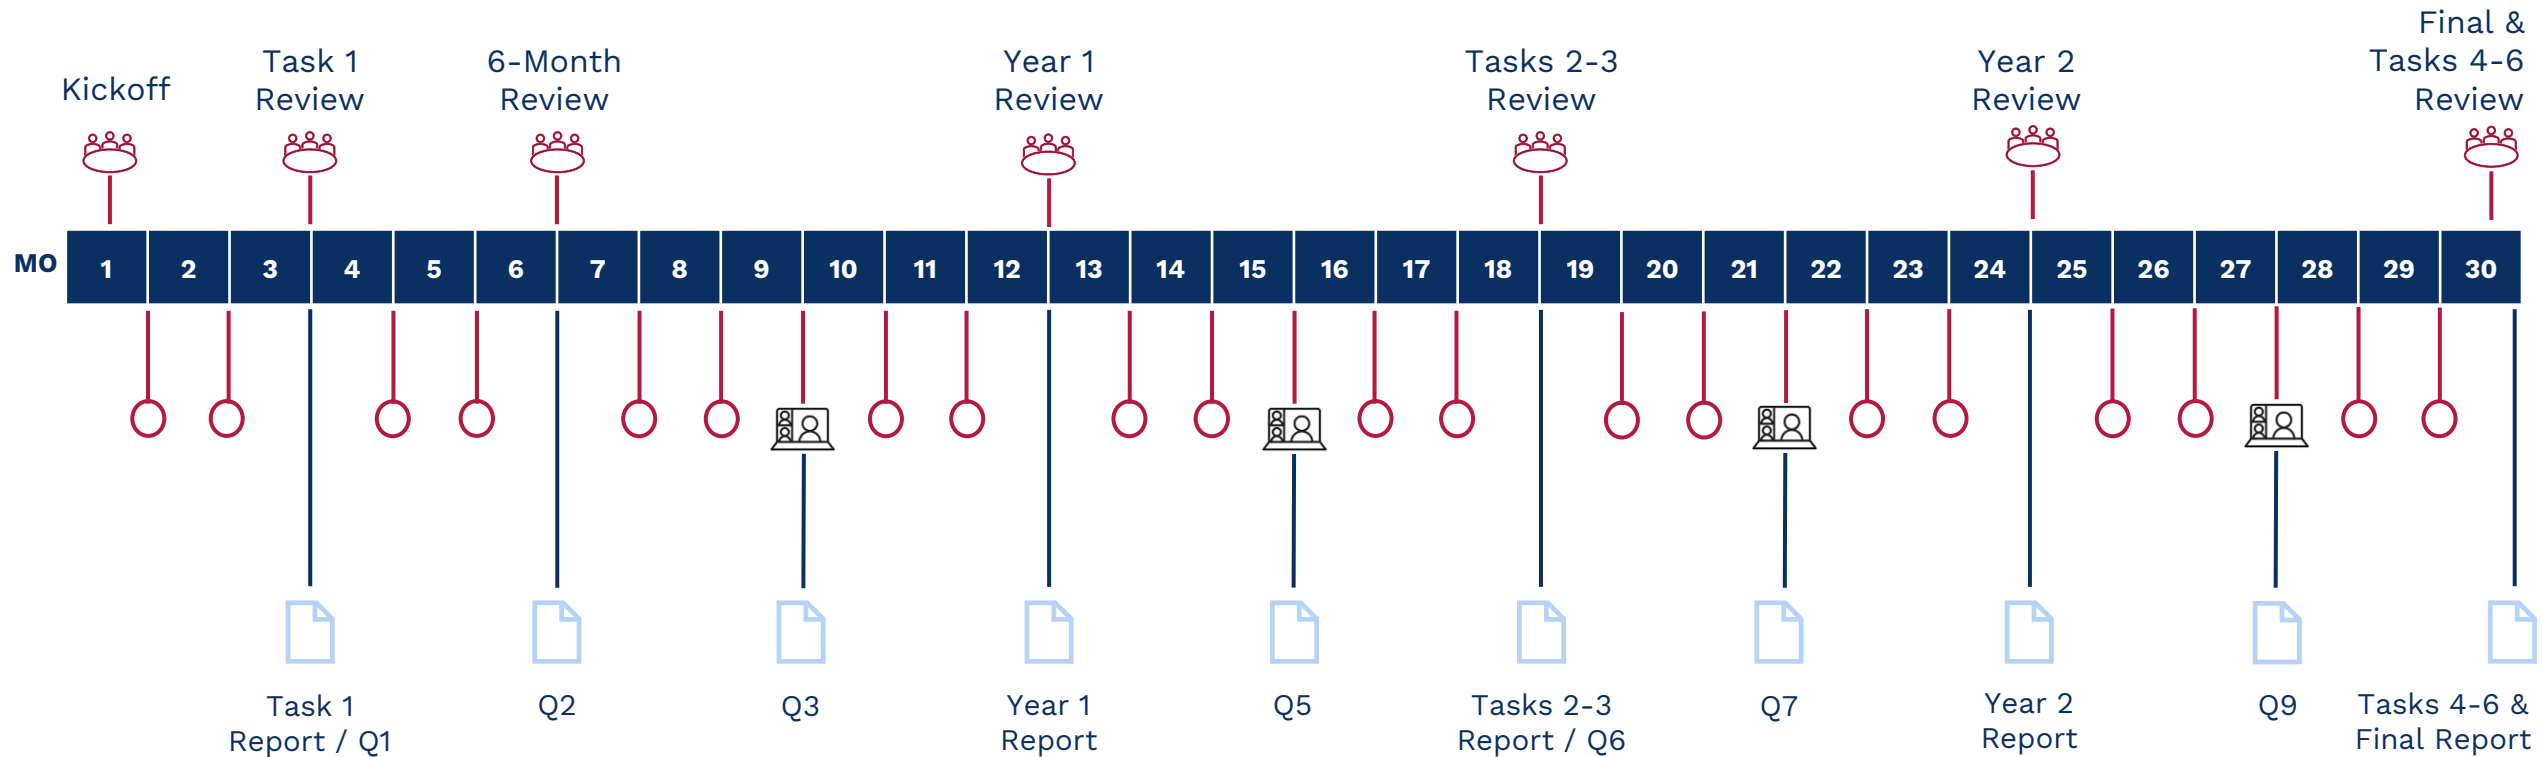 Kickoff
Task 1
Review
6-Month
Review
Year 1
Review
Tasks 2-3
Review
Year 2
Review
Final &
Tasks 4-6
Review
MO 1 2 3 4 5 6 7 8 9 10 11 12 13 14 15 16 17 18 19 20 21 22 23 24 25 26 27 28 29 30
Task 1
Report / Q1
Q2
Q3
Year 1
Report
Q5
Tasks 2-3
Report / Q6
Q7
Year 2
Report
Q9
Tasks 4-6 &
Final Report